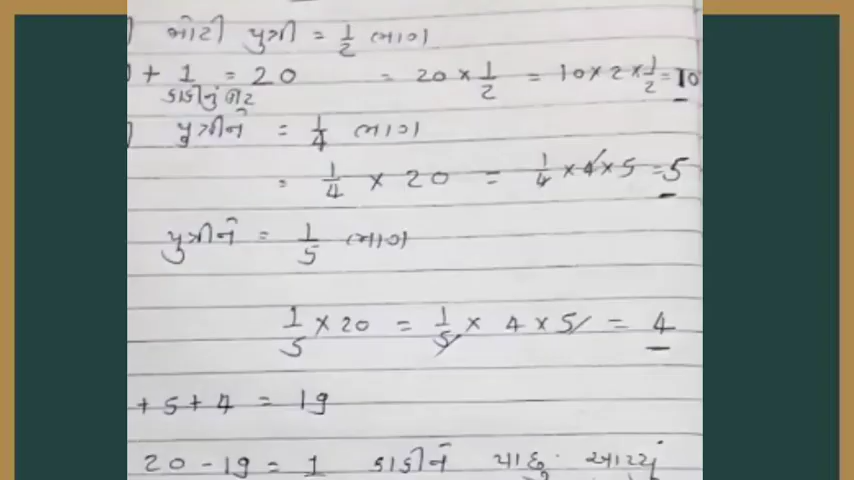 ) મોટી પુત્રી = 1/2 ભાગ
) + 1 = 20 = 20 × 1/2 = 10 × 2 × 1/2 = 10
કાકીનું ઊંટ
) પુત્રીને = 1/4 ભાગ
= 1/4 × 20 = 1/4 × 4 × 5 = 5
પુત્રીને = 1/5 ભાગ
1/5 × 20 = 1/5 × 4 × 5 = 4
+ 5 + 4 = 19
20 - 19 = 1 કાકીને પાછુ આપ્યું